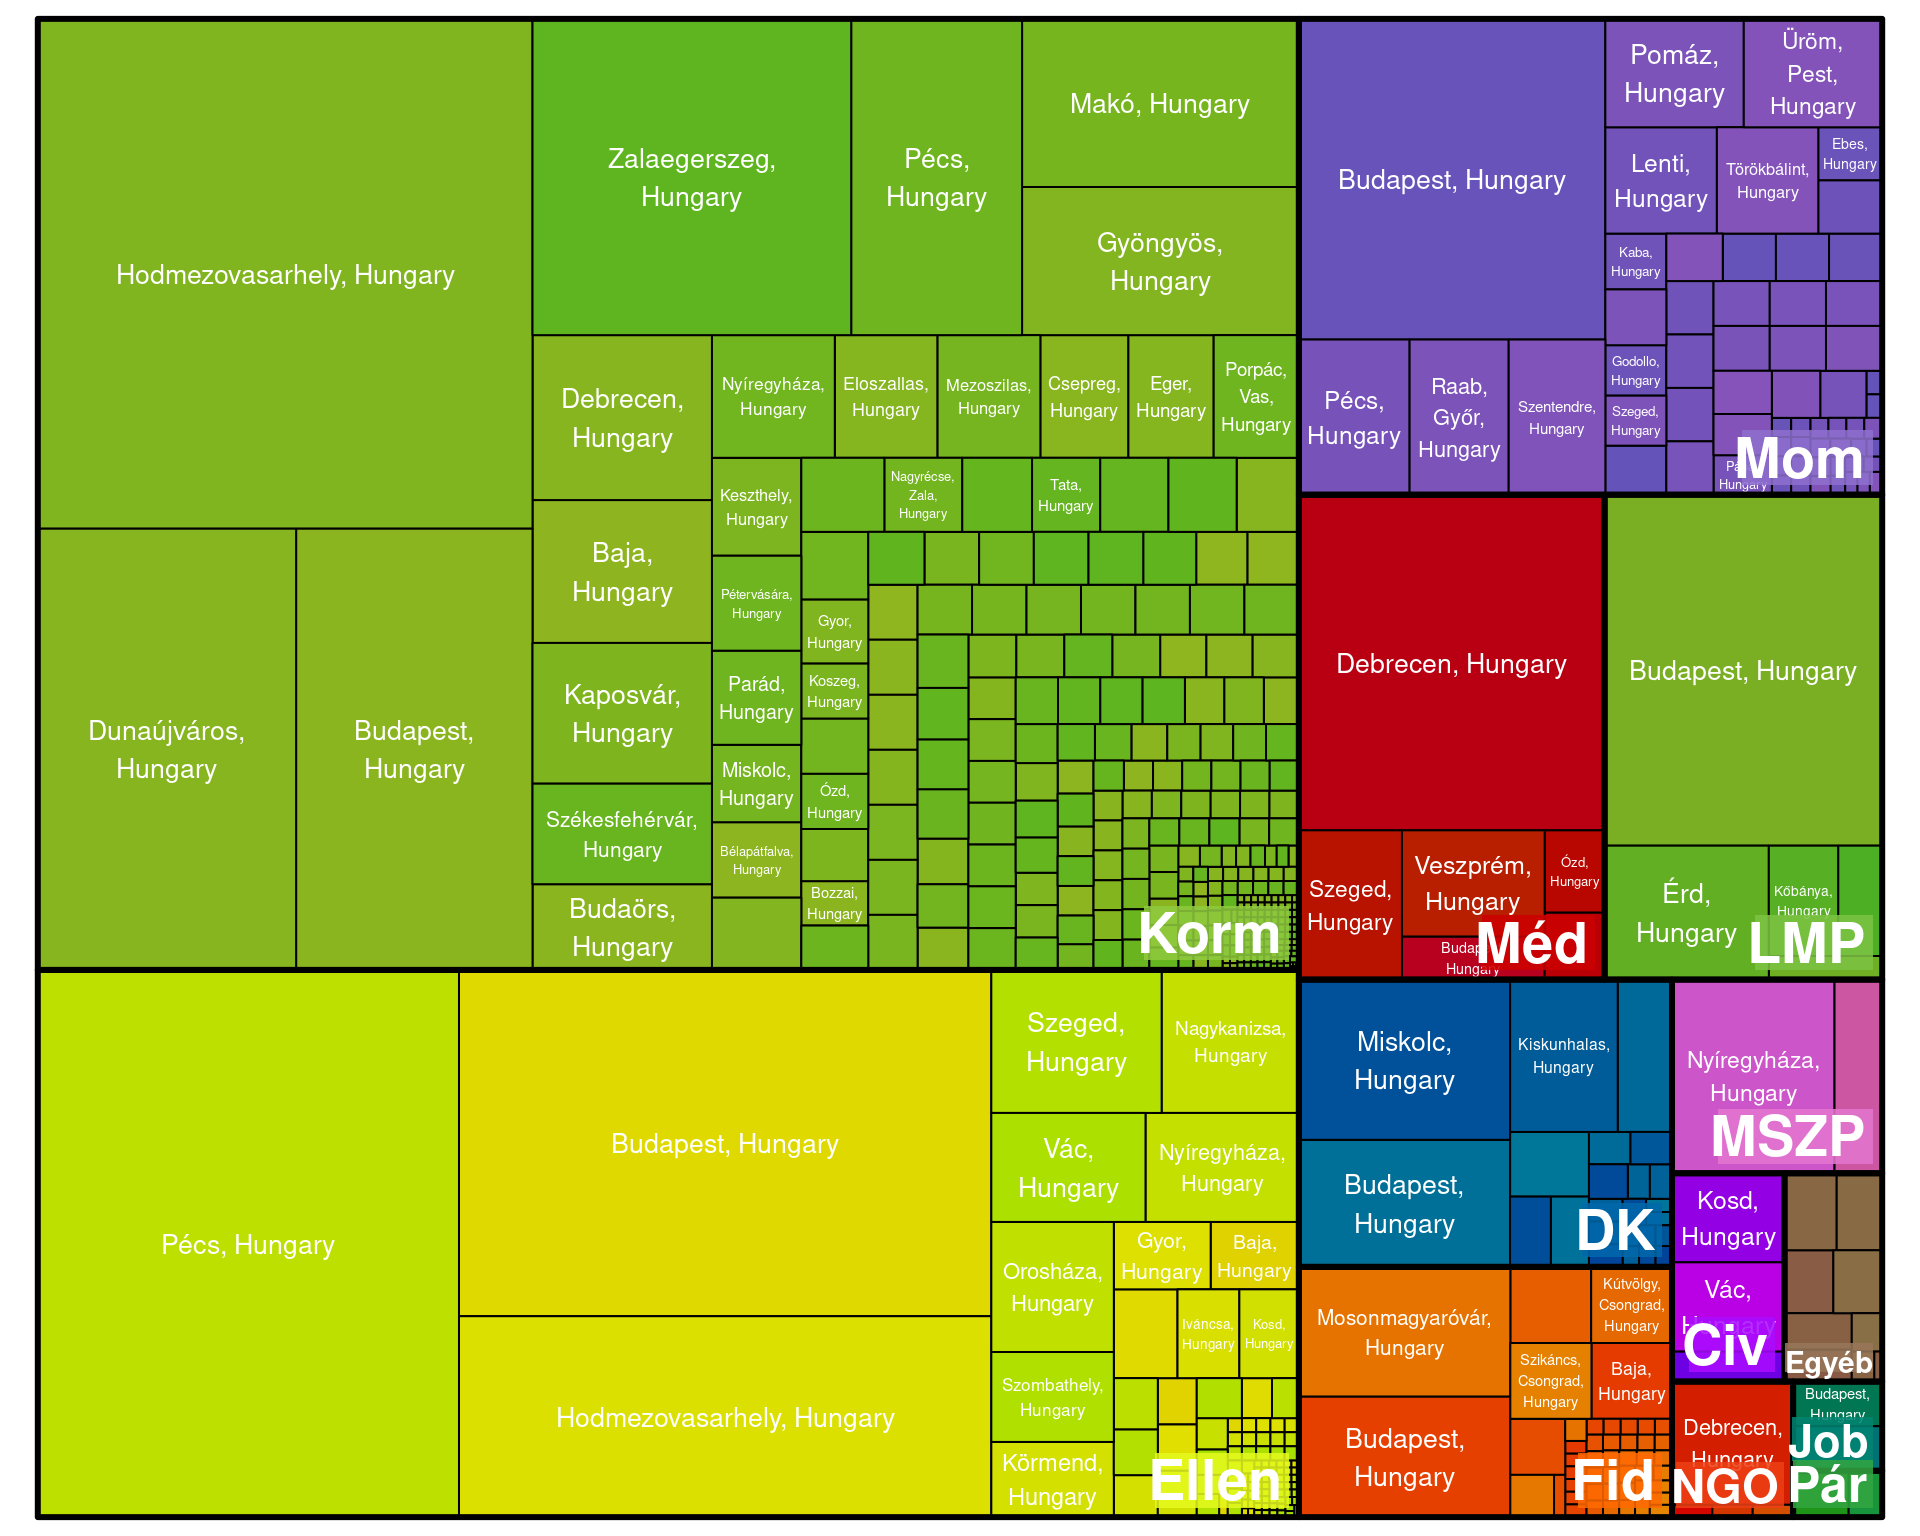 Hodmezovasarhely, Hungary
Zalaegerszeg,
Hungary
Pécs,
Hungary
Makó, Hungary
Gyöngyös,
Hungary
Dunaújváros,
Hungary
Budapest,
Hungary
Debrecen,
Hungary
Baja,
Hungary
Kaposvár,
Hungary
Székesfehérvár,
Hungary
Budaörs,
Hungary
Nyíregyháza,
Hungary
Eloszallas,
Hungary
Mezoszilas,
Hungary
Csepreg,
Hungary
Eger,
Hungary
Porpác,
Vas,
Hungary
Keszthely,
Hungary
Nagyrécse,
Zala,
Hungary
Tata,
Hungary
Pétervására,
Hungary
Gyor,
Hungary
Parád,
Hungary
Koszeg,
Hungary
Miskolc,
Hungary
Ózd,
Hungary
Bélapátfalva,
Hungary
Bozzai,
Hungary
Korm
Budapest, Hungary
Pomáz,
Hungary
Üröm,
Pest,
Hungary
Lenti,
Hungary
Törökbálint,
Hungary
Ebes,
Hungary
Kaba,
Hungary
Godollo,
Hungary
Szeged,
Hungary
Pécs,
Hungary
Raab,
Győr,
Hungary
Szentendre,
Hungary
Hungary
Mom
Debrecen, Hungary
Szeged,
Hungary
Veszprém,
Hungary
Ózd,
Hungary
Budapest,
Hungary
Méd
Budapest, Hungary
Érd,
Hungary
Kőbánya,
Hungary
LMP
Pécs, Hungary
Budapest, Hungary
Hodmezovasarhely, Hungary
Szeged,
Hungary
Nagykanizsa,
Hungary
Vác,
Hungary
Nyíregyháza,
Hungary
Orosháza,
Hungary
Gyor,
Hungary
Baja,
Hungary
Iváncsa,
Hungary
Kosd,
Hungary
Szombathely,
Hungary
Körmend,
Hungary
Ellen
Miskolc,
Hungary
Kiskunhalas,
Hungary
Budapest,
Hungary
DK
Nyíregyháza,
Hungary
MSZP
Kosd,
Hungary
Vác,
Hungary
Civ
Egyéb
Mosonmagyaróvár,
Hungary
Kútvölgy,
Csongrad,
Hungary
Szikáncs,
Csongrad,
Hungary
Baja,
Hungary
Budapest,
Hungary
Fid
Debrecen,
Hungary
NGO
Budapest,
Hungary
Job
Pár